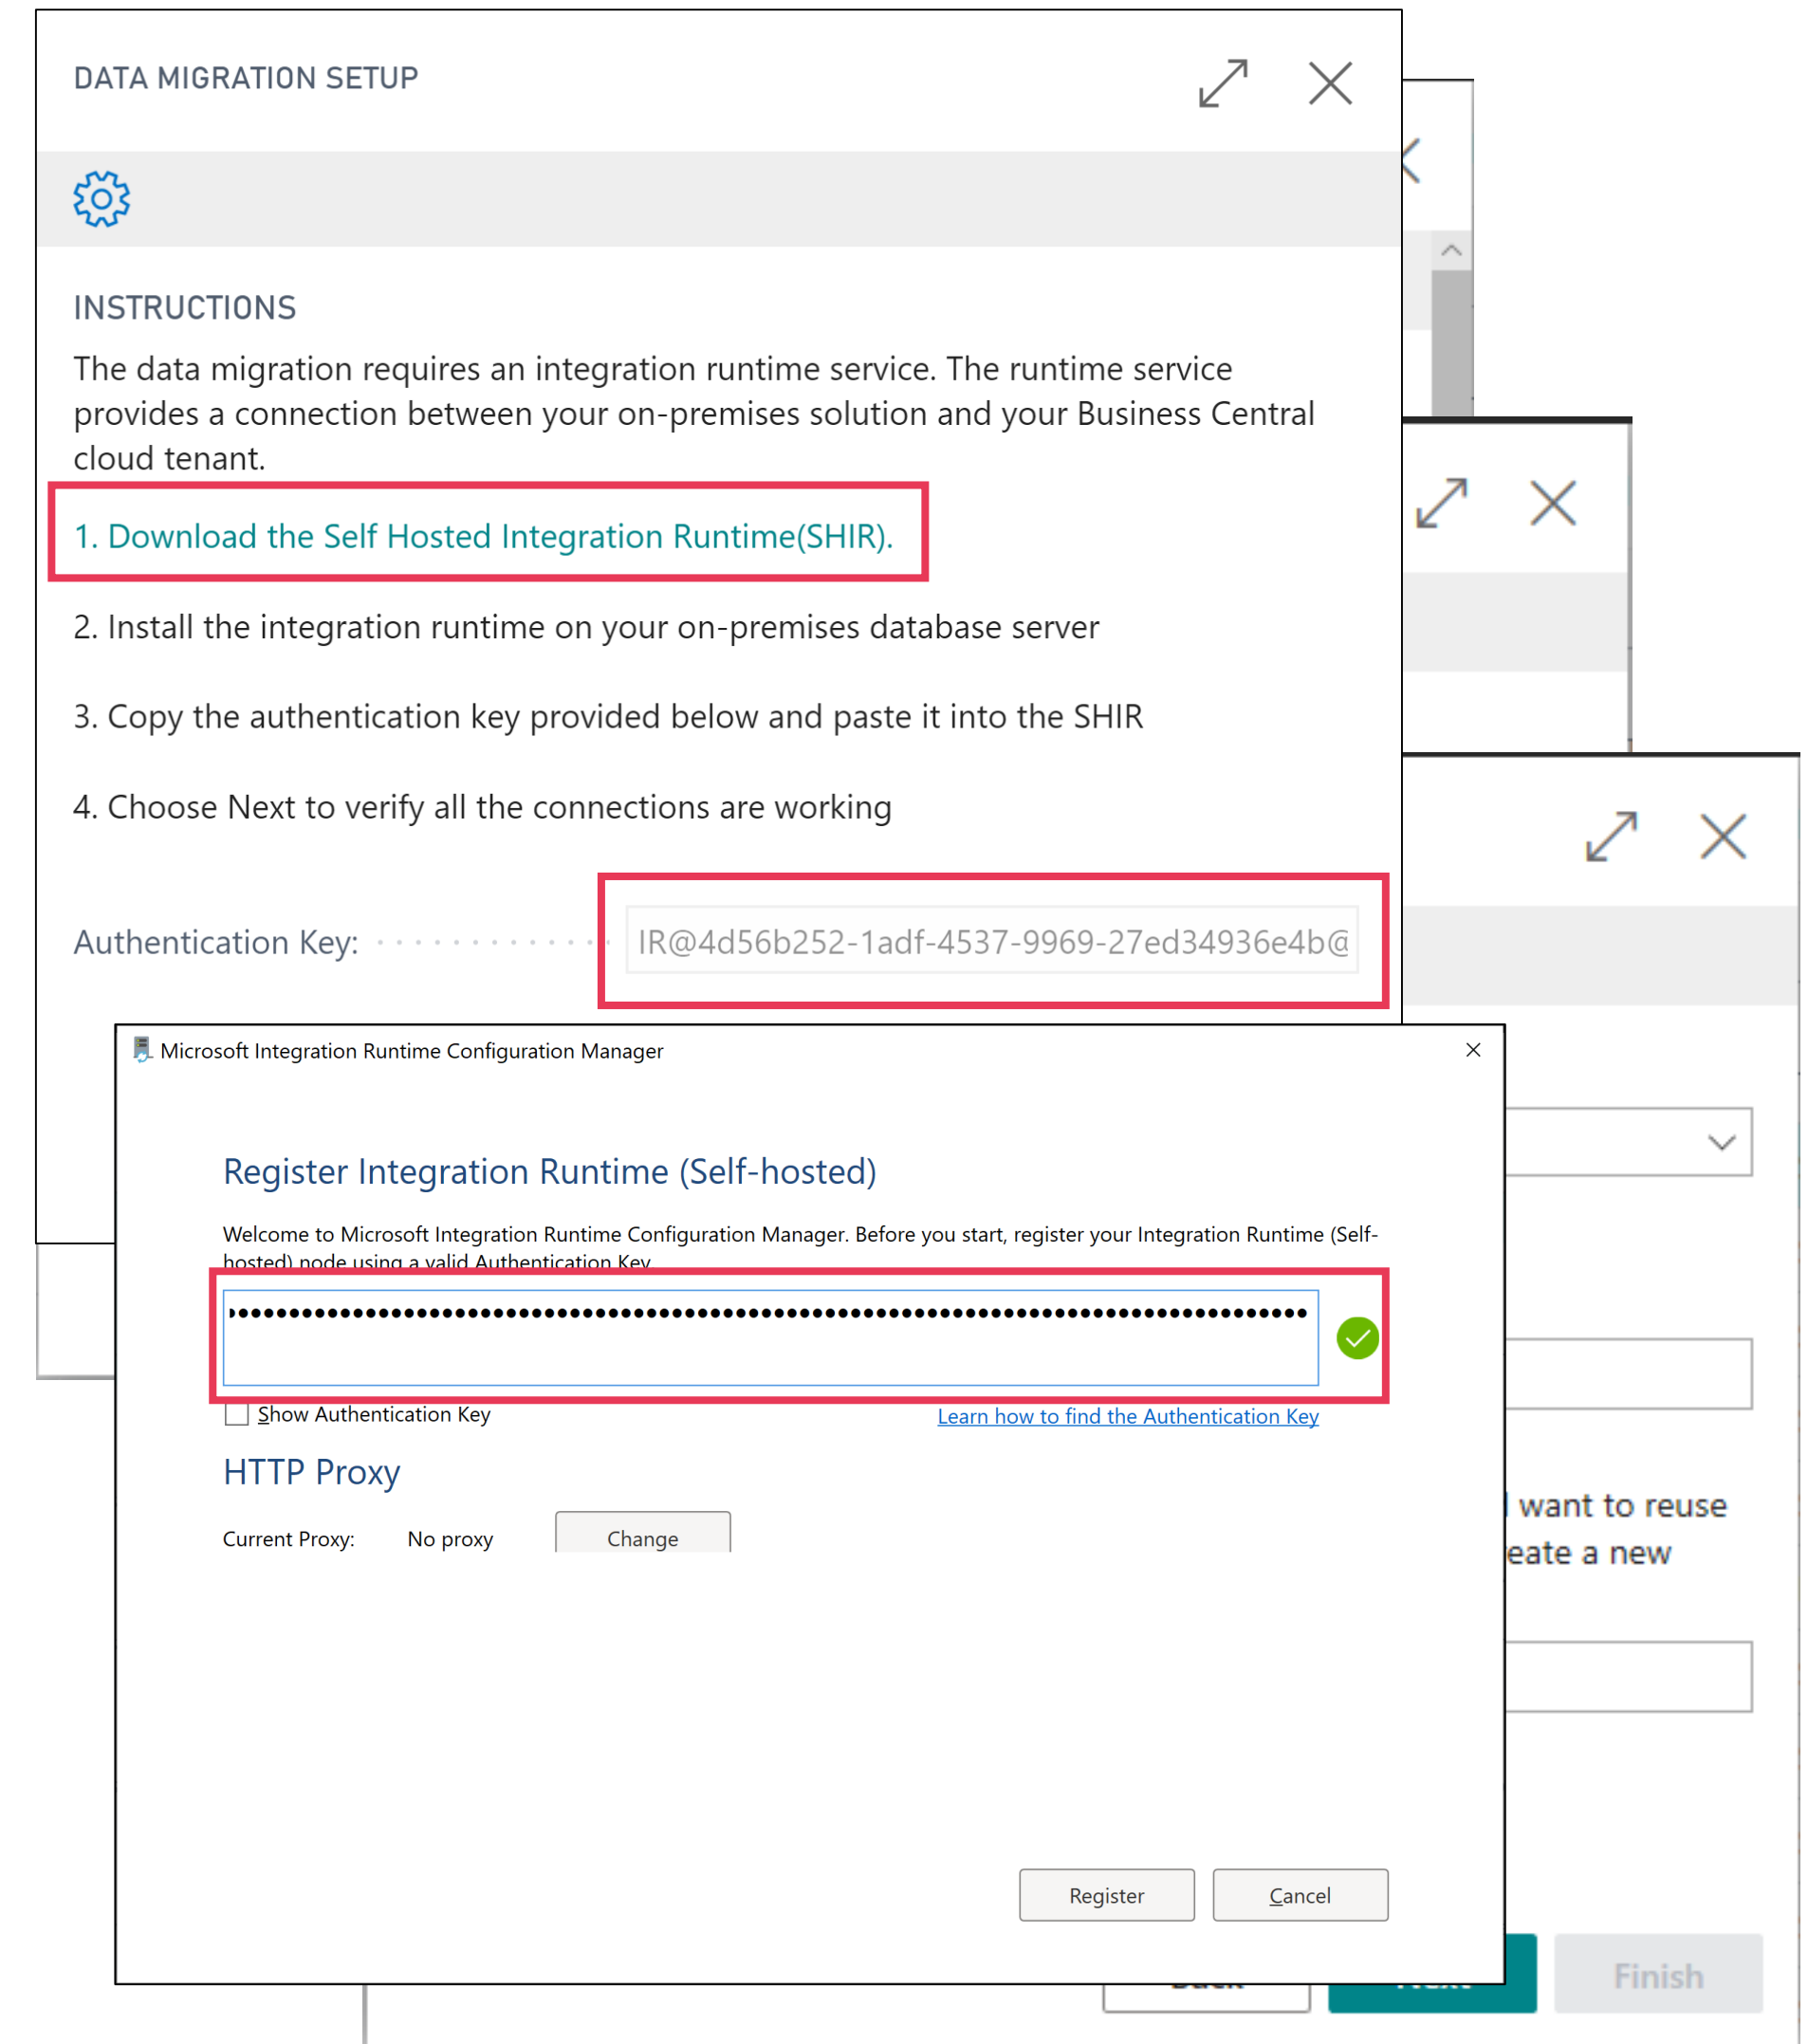 DATA MIGRATION SETUP
INSTRUCTIONS
The data migration requires an integration runtime service. The runtime service
provides a connection between your on-premises solution and your Business Central
cloud tenant.
1. Download the Self Hosted Integration Runtime(SHIR).
2. Install the integration runtime on your on-premises database server
3. Copy the authentication key provided below and paste it into the SHIR
4. Choose Next to verify all the connections are working
Authentication Key: IR@4d56b252-1adf-4537-9969-27ed34936e4b@
Microsoft Integration Runtime Configuration Manager
Register Integration Runtime (Self-hosted)
Welcome to Microsoft Integration Runtime Configuration Manager. Before you start, register your Integration Runtime (Self-
hosted) node using a valid Authentication Key
Show Authentication Key
Learn how to find the Authentication Key
HTTP Proxy
Current Proxy: No proxy Change
want to reuse
eate a new
Register Cancel
Finish